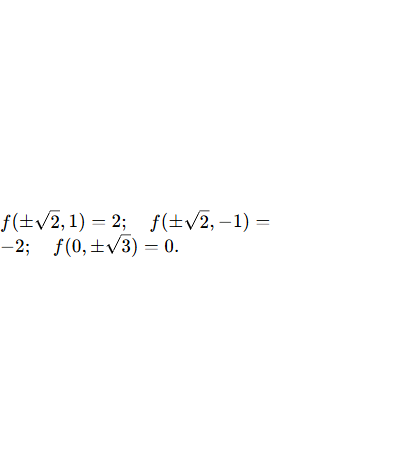 f(±√2, 1) = 2;  f(±√2, −1) =
−2;  f(0, ±√3) = 0.